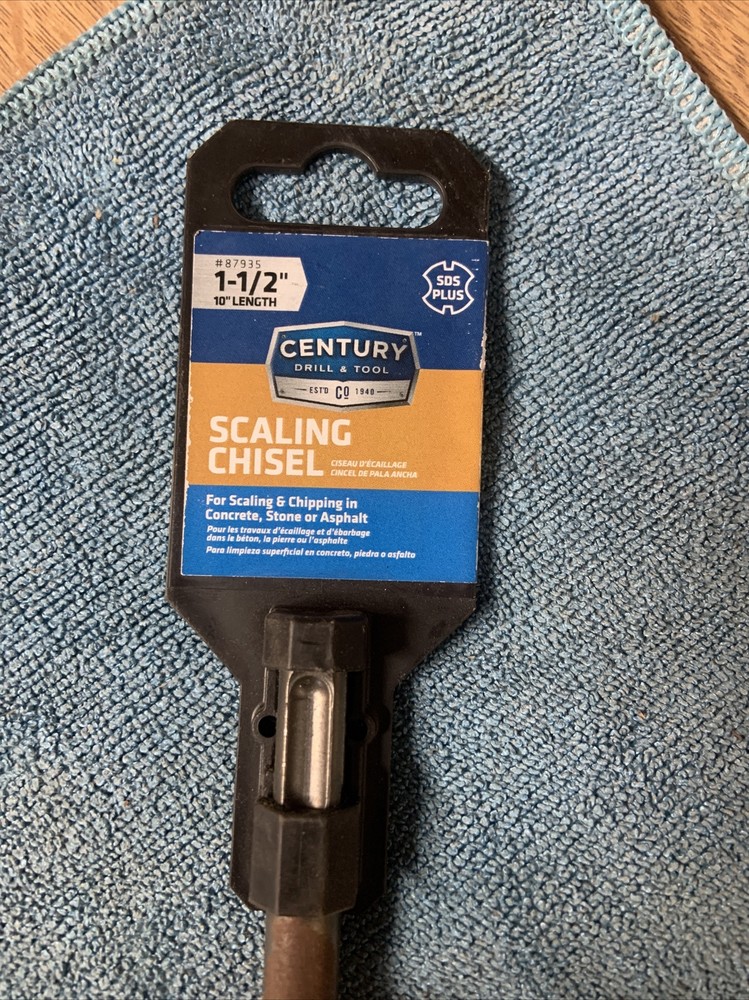 #87935
1-1/2"
10" LENGTH
SDS
PLUS
CENTURY™
DRILL & TOOL
EST'D CO 1940
SCALING
CHISEL
CISEAU D'ÉCAILLAGE
CINCEL DE PALA ANCHA
For Scaling & Chipping in
Concrete, Stone or Asphalt
Pour les travaux d'écaillage et d'ébarbage
dans le béton, la pierre ou l'asphalte
Para limpieza superficial en concreto, piedra o asfalto